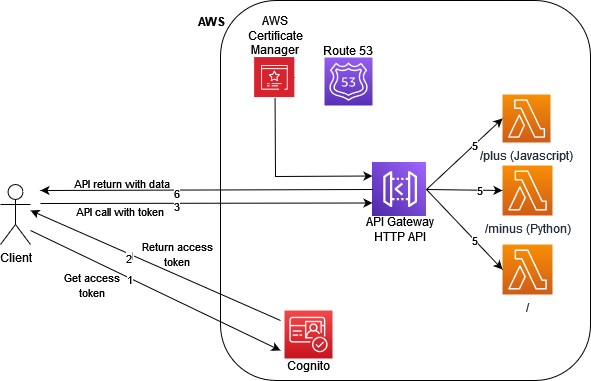 AWS
AWS
Certificate
Manager
Route 53
53
5
/plus (Javascript)
API return with data
6
API call with token
3
5
API Gateway
HTTP API
/minus (Python)
5
Client
Return access
token
2
Get access
token
1
/
Cognito